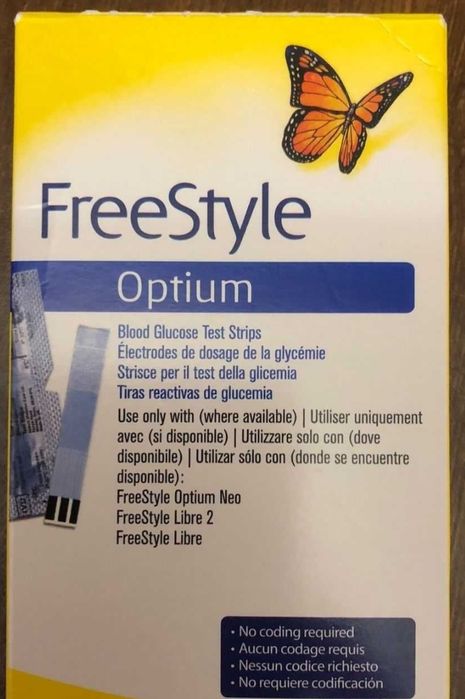 FreeStyle
Optium
Blood Glucose Test Strips
Électrodes de dosage de la glycémie
Strisce per il test della glicemia
Tiras reactivas de glucemia
Use only with (where available) | Utiliser uniquement
avec (si disponible) | Utilizzare solo con (dove
disponibile) | Utilizar sólo con (donde se encuentre
disponible):
FreeStyle Optium Neo
FreeStyle Libre 2
FreeStyle Libre
• No coding required
• Aucun codage requis
• Nessun codice richiesto
• No requiere codificación